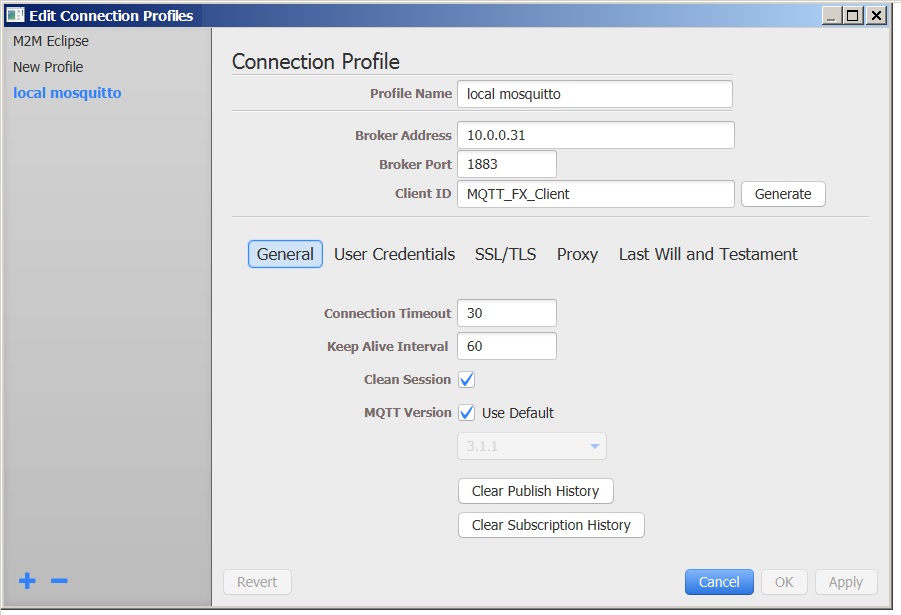 Edit Connection Profiles
M2M Eclipse
New Profile
local mosquitto
Connection Profile
Profile Name local mosquitto
Broker Address 10.0.0.31
Broker Port 1883
Client ID MQTT_FX_Client Generate
General User Credentials SSL/TLS Proxy Last Will and Testament
Connection Timeout 30
Keep Alive Interval 60
Clean Session
MQTT Version Use Default
3.1.1
Clear Publish History
Clear Subscription History
Revert Cancel OK Apply